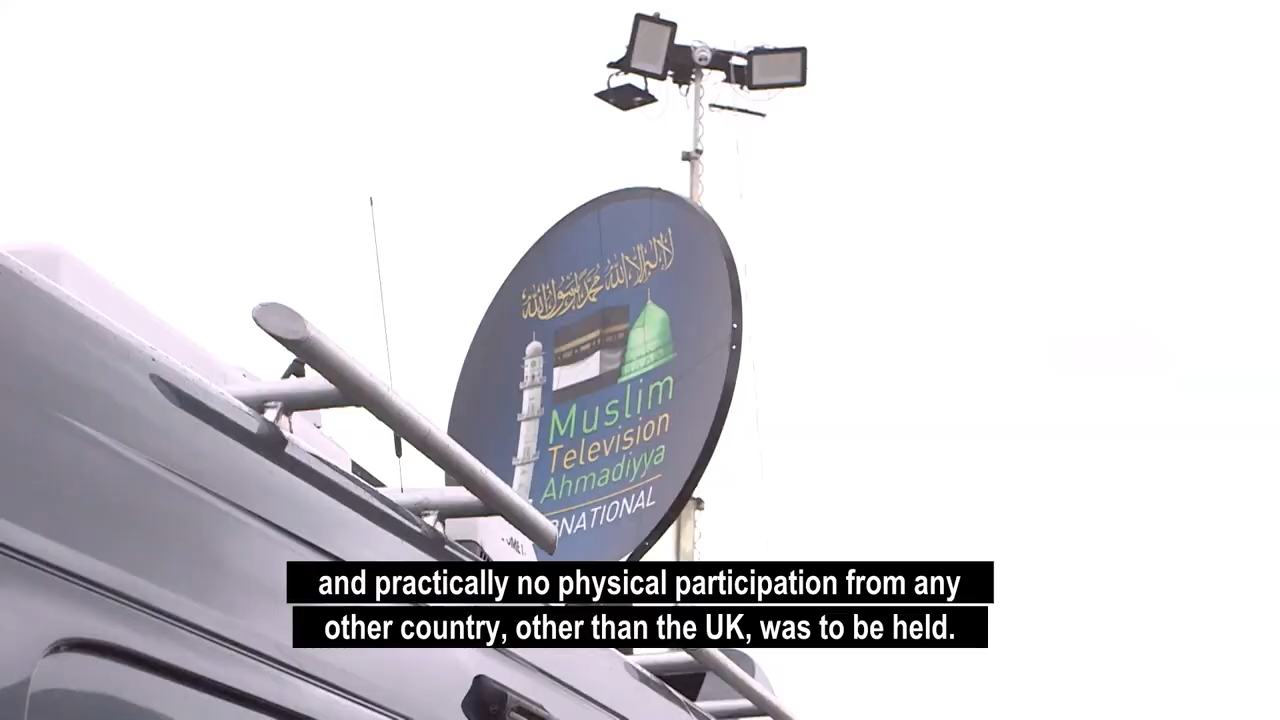 لا إله إلا الله محمد رسول الله
Muslim
Television
Ahmadiyya
RNATIONAL
and practically no physical participation from any
other country, other than the UK, was to be held.